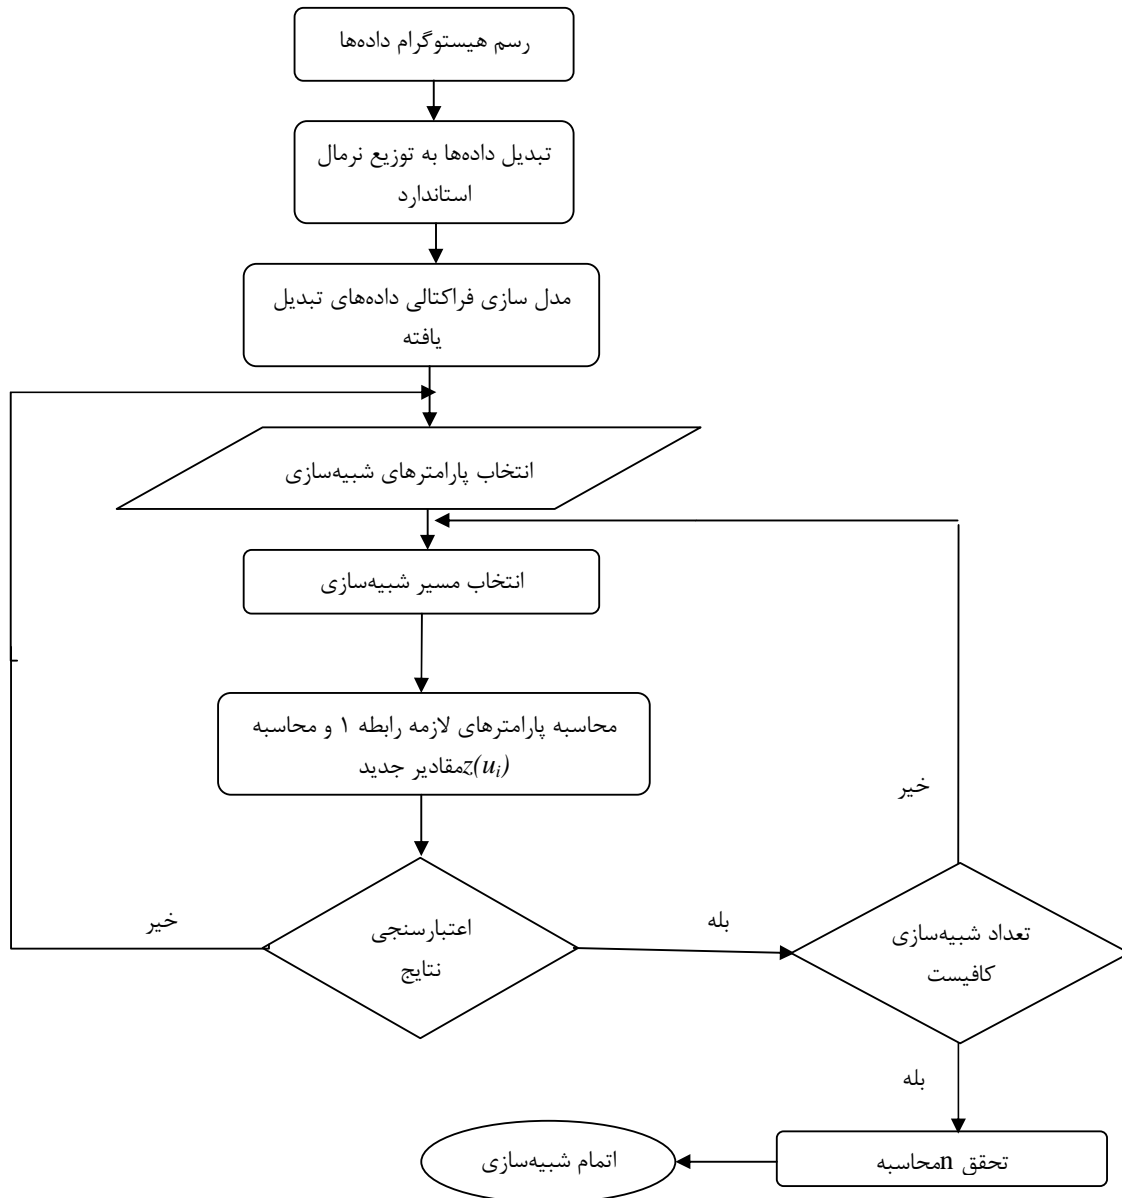 رسم هیستوگرام داده‌ها
تبدیل داده‌ها به توزیع نرمال
استاندارد
مدل سازی فراکتالی داده‌های تبدیل
یافته
انتخاب پارامترهای شبیه‌سازی
انتخاب مسیر شبیه‌سازی
محاسبه پارامترهای لازمه رابطه ۱ و محاسبه
مقادیر جدید z(ui)
خیر
اعتبارسنجی
نتایج
خیر
بله
تعداد شبیه‌سازی
کافیست
بله
محاسبه n تحقق
اتمام شبیه‌سازی